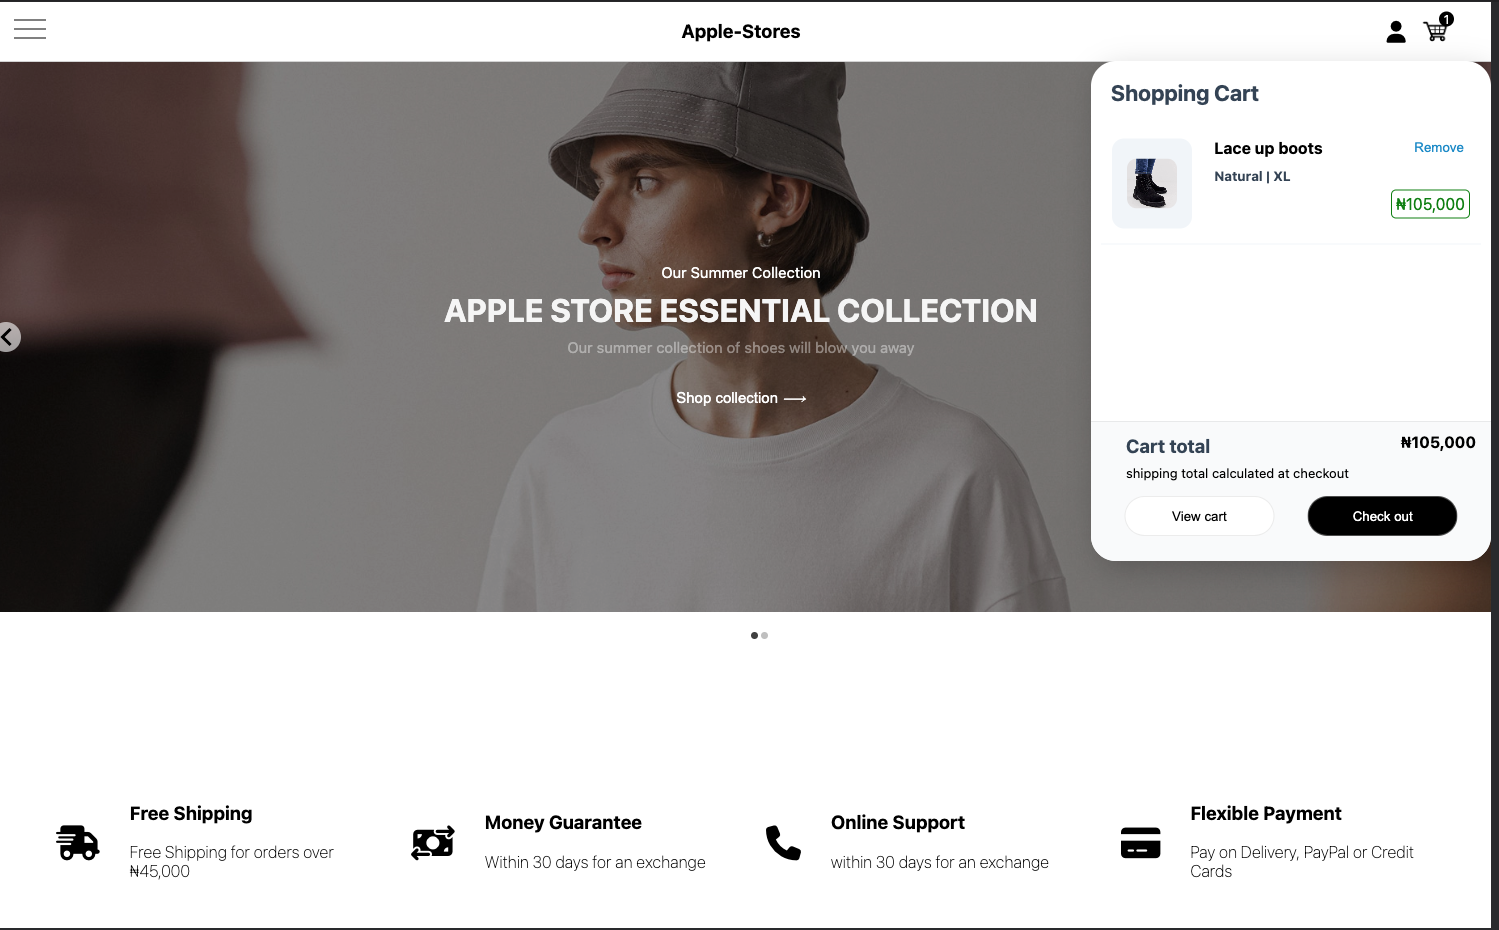 Apple-Stores
1
Shopping Cart
Lace up boots
Remove
Natural | XL
₦105,000
Our Summer Collection
APPLE STORE ESSENTIAL COLLECTION
Our summer collection of shoes will blow you away
Shop collection ⟶
Cart total
₦105,000
shipping total calculated at checkout
View cart
Check out
Free Shipping
Free Shipping for orders over
₦45,000
Money Guarantee
Within 30 days for an exchange
Online Support
within 30 days for an exchange
Flexible Payment
Pay on Delivery, PayPal or Credit
Cards